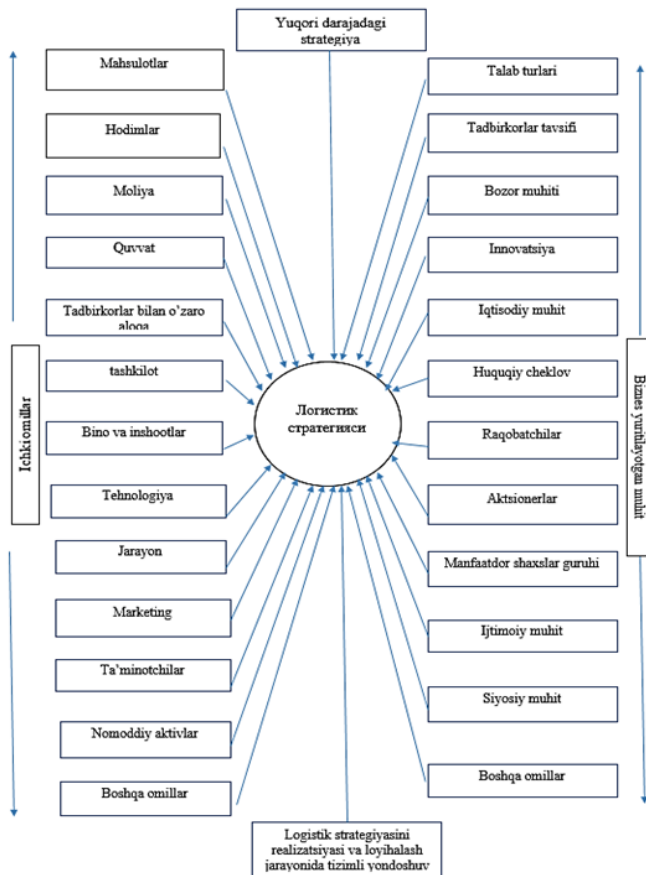 Yuqori darajadagi
strategiya
Mahsulotlar
Hodimlar
Moliya
Quvvat
Tadbirkorlar bilan o'zaro
aloqa
tashkilot
Bino va inshootlar
Tehnologiya
Jarayon
Marketing
Ta'minotchilar
Nomoddiy aktivlar
Boshqa omillar
Ichkiomillar
Логистик
стратегияси
Talab turlari
Tadbirkorlar tavsifi
Bozor muhiti
Innovatsiya
Iqtisodiy muhit
Huquqiy cheklov
Raqobatchilar
Aktsionerlar
Manfaatdor shaxslar guruhi
Ijtimoiy muhit
Siyosiy muhit
Boshqa omillar
Biznes yuritilayotgan muhit
Logistik strategiyasini
realizatsiyasi va loyihalash
jarayonida tizimli yondoshuv